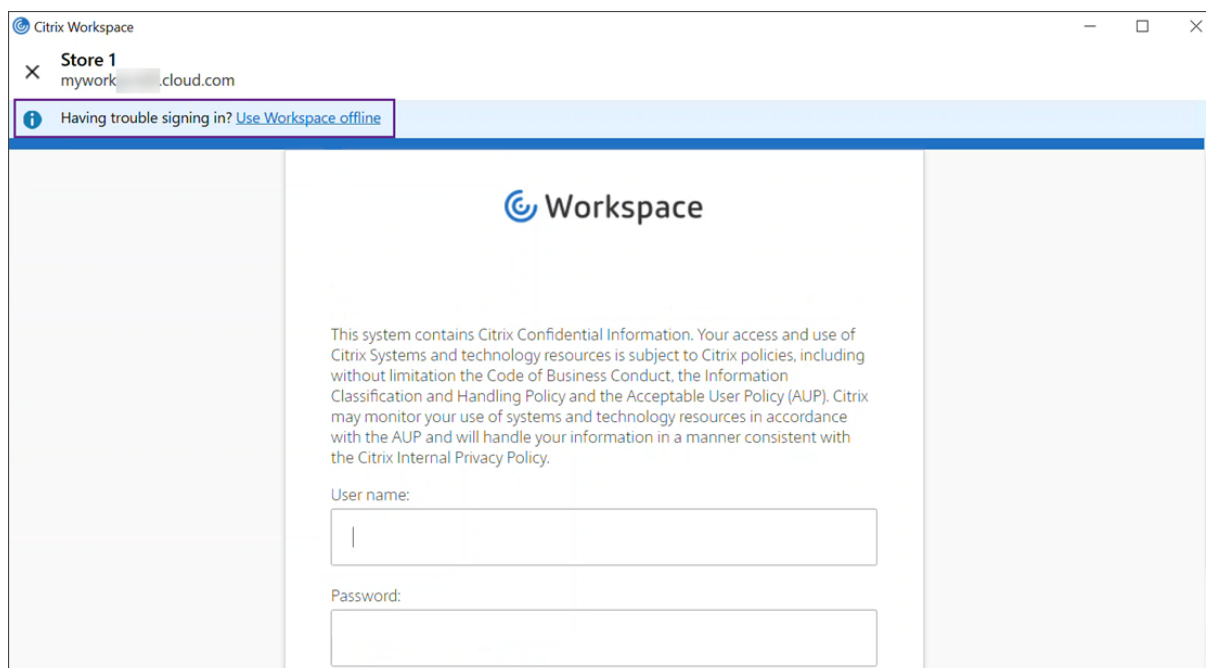 Citrix Workspace
Store 1
mywork .cloud.com
Having trouble signing in? Use Workspace offline
Workspace
This system contains Citrix Confidential Information. Your access and use of
Citrix Systems and technology resources is subject to Citrix policies, including
without limitation the Code of Business Conduct, the Information
Classification and Handling Policy and the Acceptable User Policy (AUP). Citrix
may monitor your use of systems and technology resources in accordance
with the AUP and will handle your information in a manner consistent with
the Citrix Internal Privacy Policy.
User name:
Password: